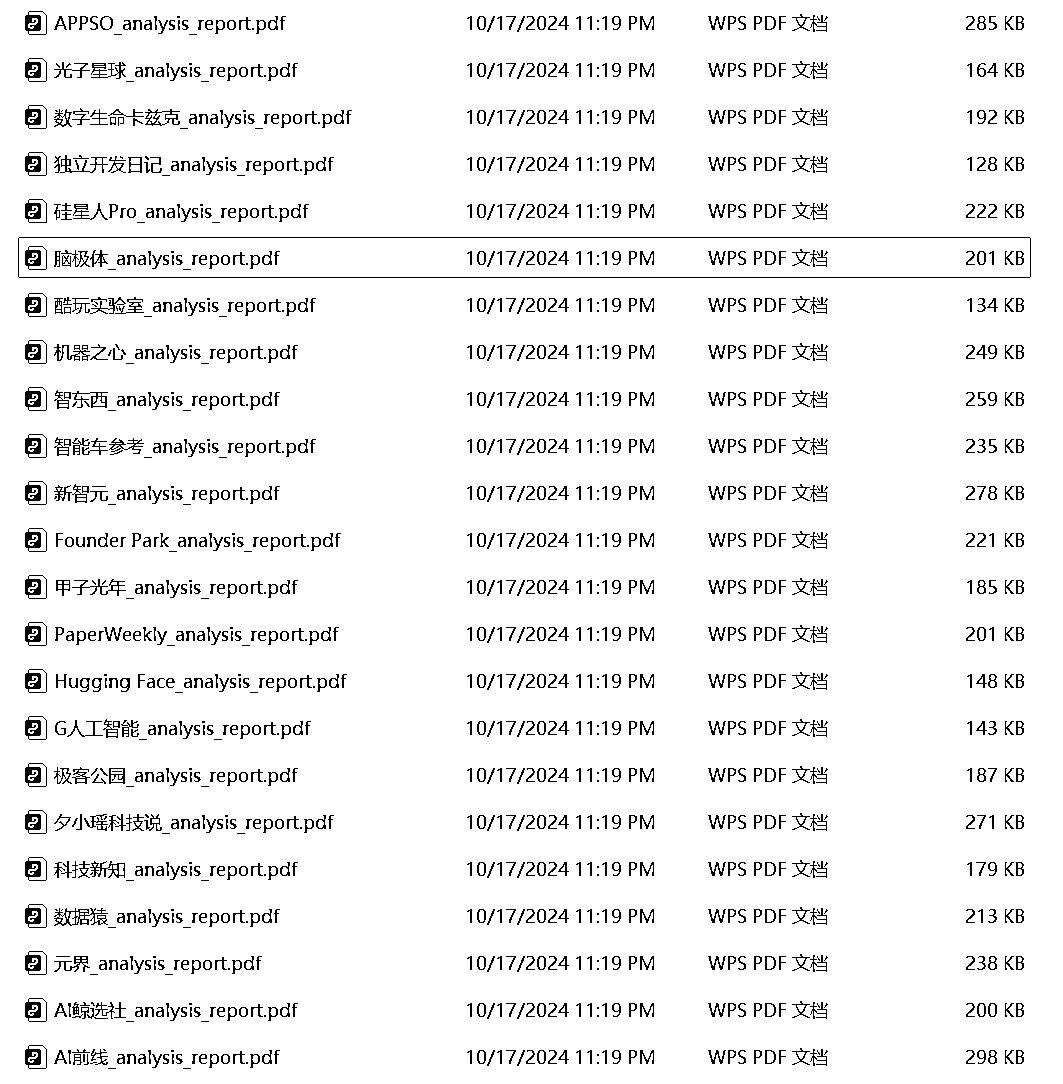 APPSO_analysis_report.pdf 10/17/2024 11:19 PM WPS PDF 文档 285 KB
光子星球_analysis_report.pdf 10/17/2024 11:19 PM WPS PDF 文档 164 KB
数字生命卡兹克_analysis_report.pdf 10/17/2024 11:19 PM WPS PDF 文档 192 KB
独立开发日记_analysis_report.pdf 10/17/2024 11:19 PM WPS PDF 文档 128 KB
硅星人Pro_analysis_report.pdf 10/17/2024 11:19 PM WPS PDF 文档 222 KB
脑极体_analysis_report.pdf 10/17/2024 11:19 PM WPS PDF 文档 201 KB
酷玩实验室_analysis_report.pdf 10/17/2024 11:19 PM WPS PDF 文档 134 KB
机器之心_analysis_report.pdf 10/17/2024 11:19 PM WPS PDF 文档 249 KB
智东西_analysis_report.pdf 10/17/2024 11:19 PM WPS PDF 文档 259 KB
智能车参考_analysis_report.pdf 10/17/2024 11:19 PM WPS PDF 文档 235 KB
新智元_analysis_report.pdf 10/17/2024 11:19 PM WPS PDF 文档 278 KB
Founder Park_analysis_report.pdf 10/17/2024 11:19 PM WPS PDF 文档 221 KB
甲子光年_analysis_report.pdf 10/17/2024 11:19 PM WPS PDF 文档 185 KB
PaperWeekly_analysis_report.pdf 10/17/2024 11:19 PM WPS PDF 文档 201 KB
Hugging Face_analysis_report.pdf 10/17/2024 11:19 PM WPS PDF 文档 148 KB
G人工智能_analysis_report.pdf 10/17/2024 11:19 PM WPS PDF 文档 143 KB
极客公园_analysis_report.pdf 10/17/2024 11:19 PM WPS PDF 文档 187 KB
夕小瑶科技说_analysis_report.pdf 10/17/2024 11:19 PM WPS PDF 文档 271 KB
科技新知_analysis_report.pdf 10/17/2024 11:19 PM WPS PDF 文档 179 KB
数据猿_analysis_report.pdf 10/17/2024 11:19 PM WPS PDF 文档 213 KB
元界_analysis_report.pdf 10/17/2024 11:19 PM WPS PDF 文档 238 KB
AI鲸选社_analysis_report.pdf 10/17/2024 11:19 PM WPS PDF 文档 200 KB
AI前线_analysis_report.pdf 10/17/2024 11:19 PM WPS PDF 文档 298 KB